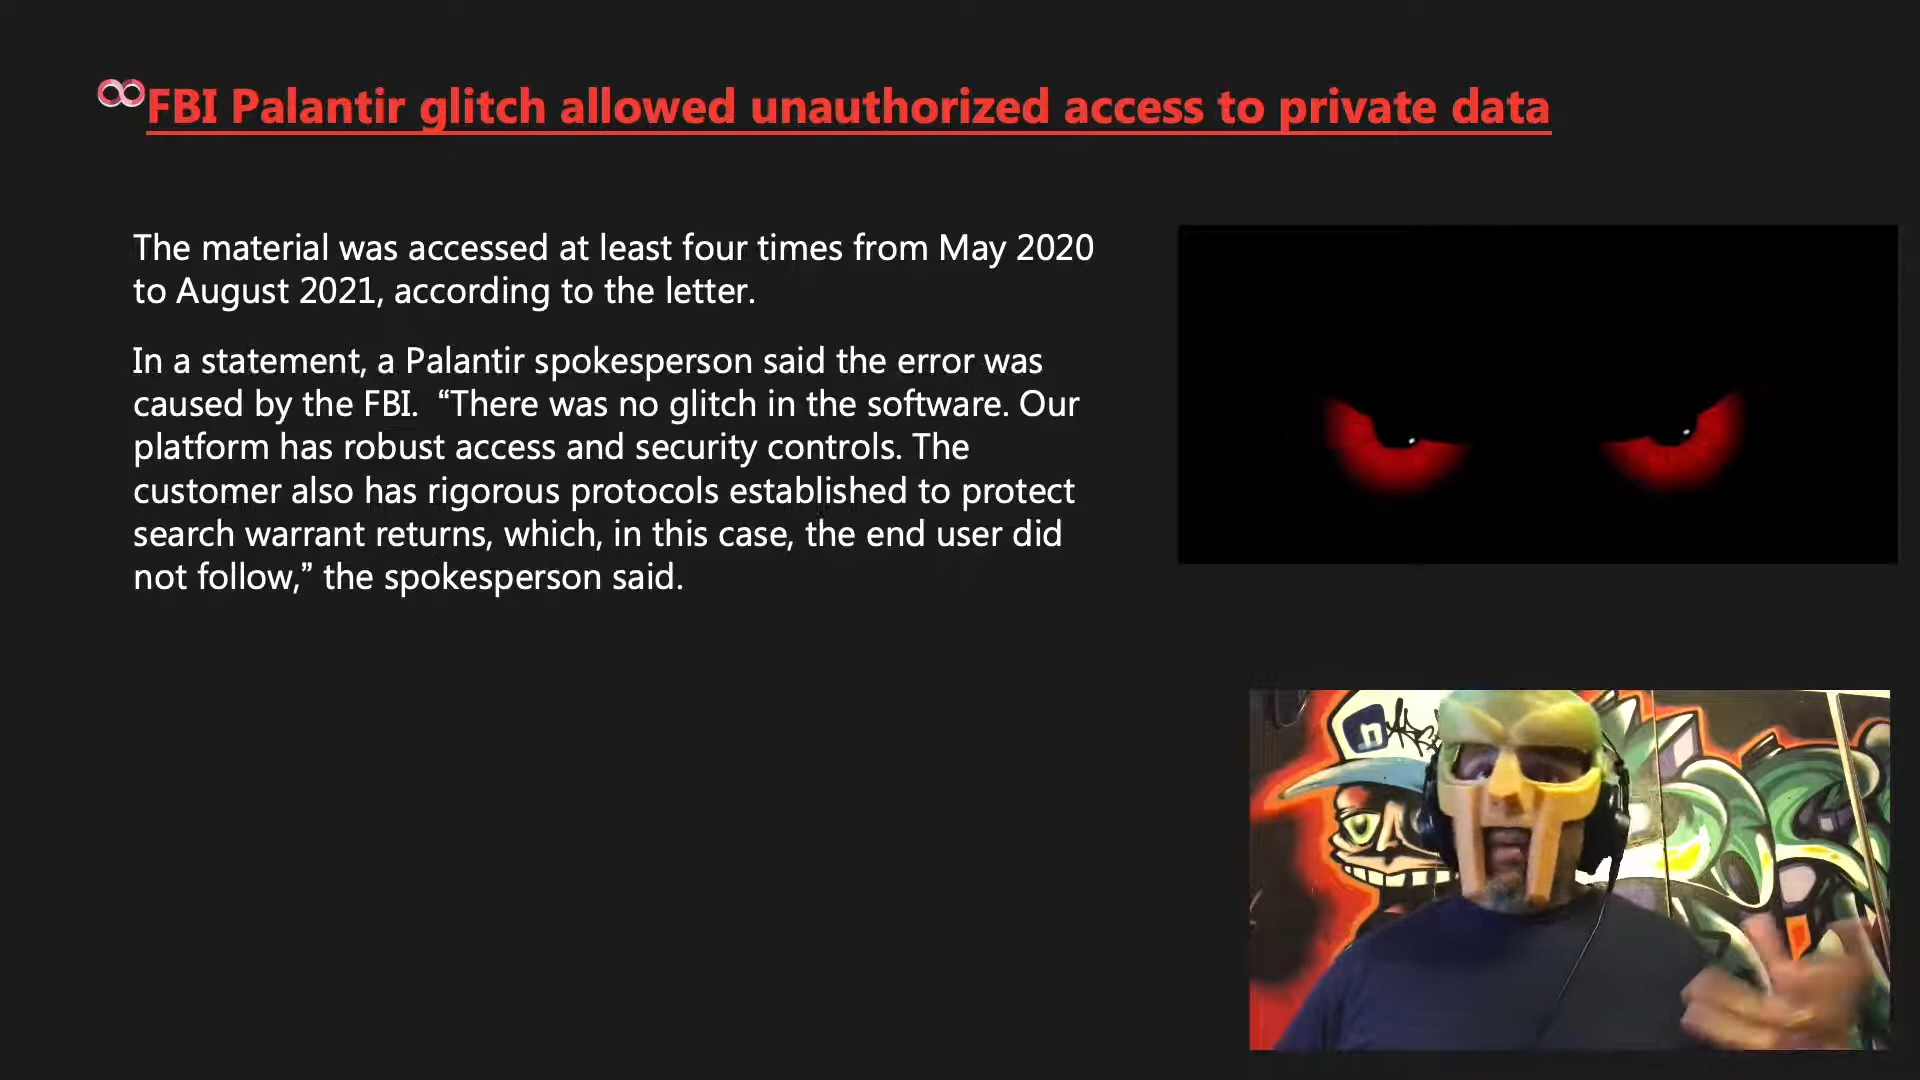 FBI Palantir glitch allowed unauthorized access to private data
The material was accessed at least four times from May 2020
to August 2021, according to the letter.
In a statement, a Palantir spokesperson said the error was
caused by the FBI.  “There was no glitch in the software. Our
platform has robust access and security controls. The
customer also has rigorous protocols established to protect
search warrant returns, which, in this case, the end user did
not follow,” the spokesperson said.